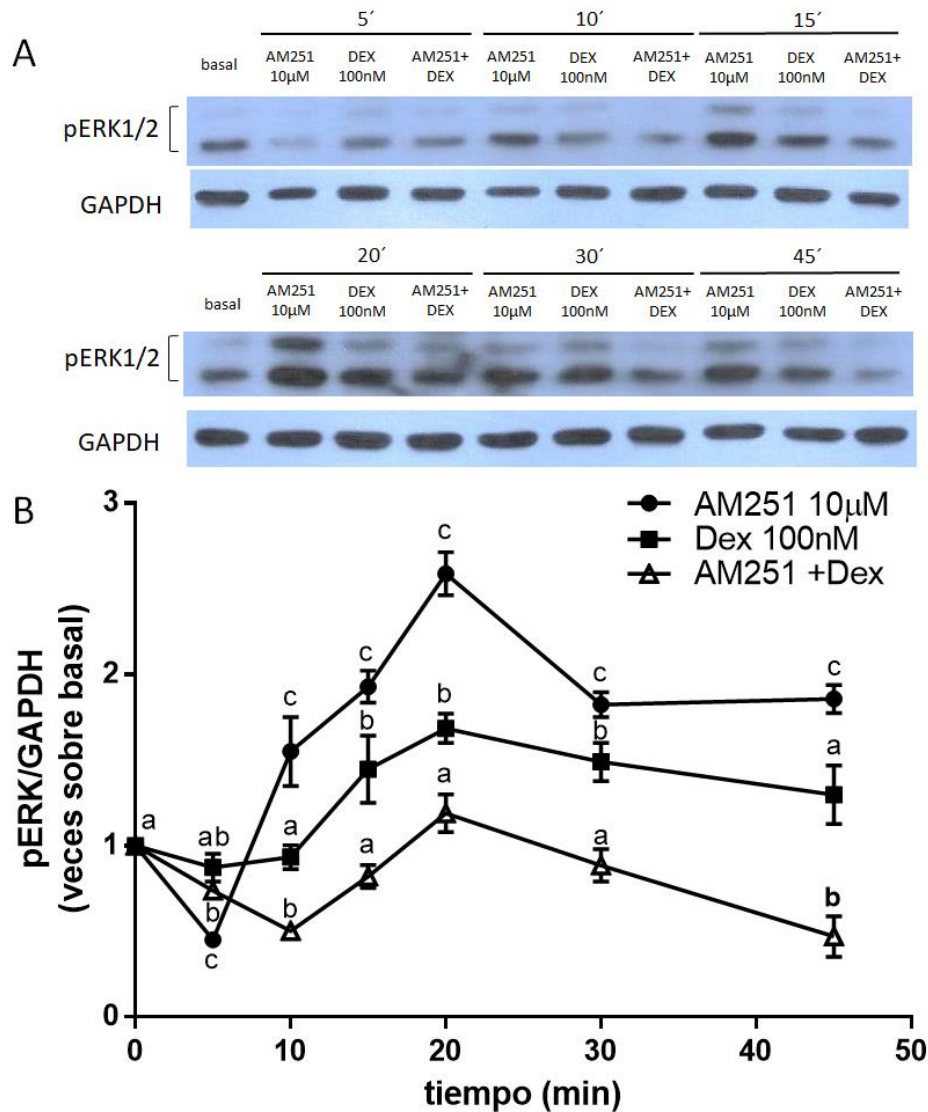 A
5´ 10´ 15´
basal AM251 10µM DEX 100nM AM251+ DEX AM251 10µM DEX 100nM AM251+ DEX AM251 10µM DEX 100nM AM251+ DEX
pERK1/2
GAPDH
20´ 30´ 45´
basal AM251 10µM DEX 100nM AM251+ DEX AM251 10µM DEX 100nM AM251+ DEX AM251 10µM DEX 100nM AM251+ DEX
pERK1/2
GAPDH
B
AM251 10µM
Dex 100nM
AM251 +Dex
pERK/GAPDH
(veces sobre basal)
3
2
1
0
a
ab
b
c
c
a
b
c
b
a
c
b
a
c
b
a
c
a
b
0 10 20 30 40 50
tiempo (min)